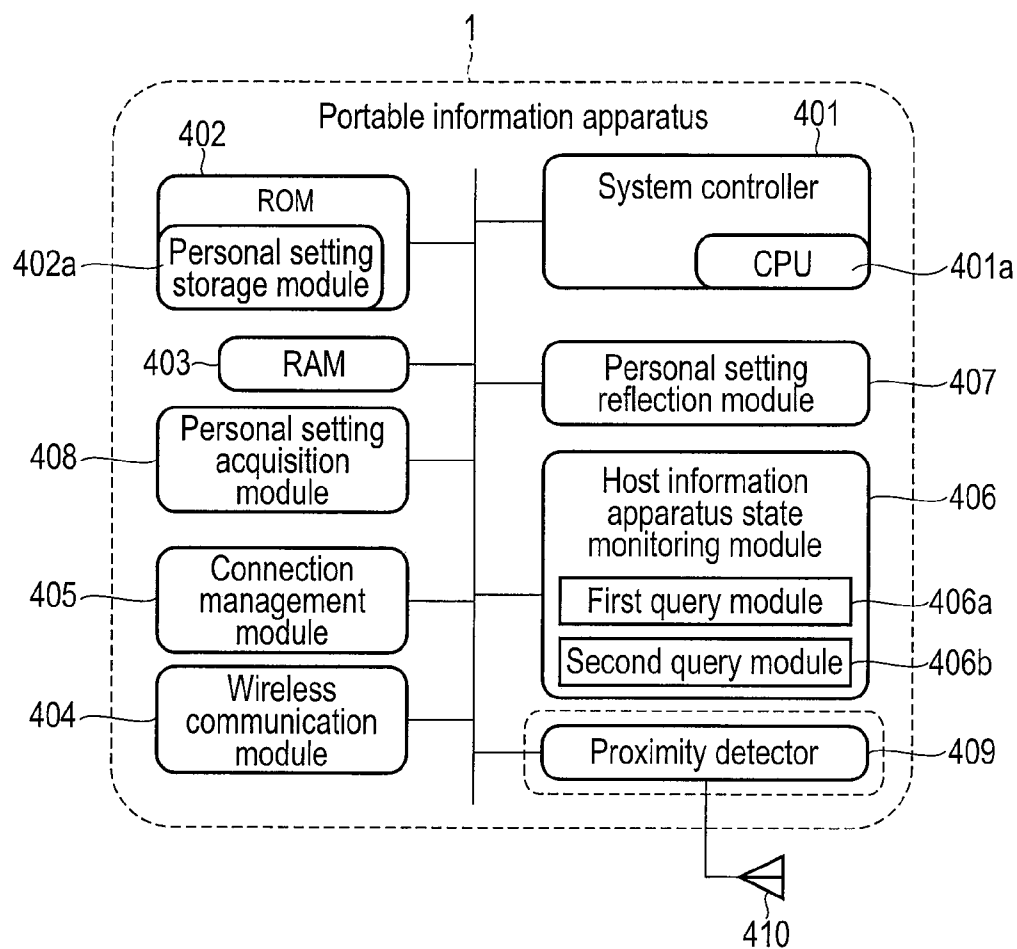 1
Portable information apparatus
402
ROM
402a
Personal setting
storage module
401
System controller
CPU
401a
403
RAM
Personal setting
reflection module
407
408
Personal setting
acquisition
module
Host information
apparatus state
monitoring module
406
First query module
406a
Second query module
406b
405
Connection
management
module
404
Wireless
communication
module
Proximity detector
409
410